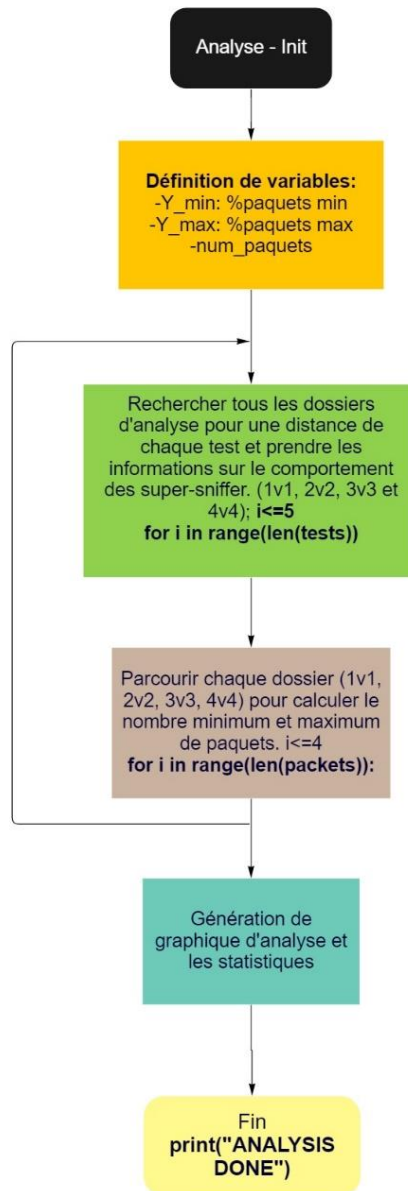 Analyse - Init
Définition de variables:
-Y_min: %paquets min
-Y_max: %paquets max
-num_paquets
Rechercher tous les dossiers
d'analyse pour une distance de
chaque test et prendre les
informations sur le comportement
des super-sniffer. (1v1, 2v2, 3v3 et
4v4); i<=5
for i in range(len(tests))
Parcourir chaque dossier (1v1,
2v2, 3v3, 4v4) pour calculer le
nombre minimum et maximum
de paquets. i<=4
for i in range(len(packets)):
Génération de
graphique d'analyse et
les statistiques
Fin
print("ANALYSIS
DONE")